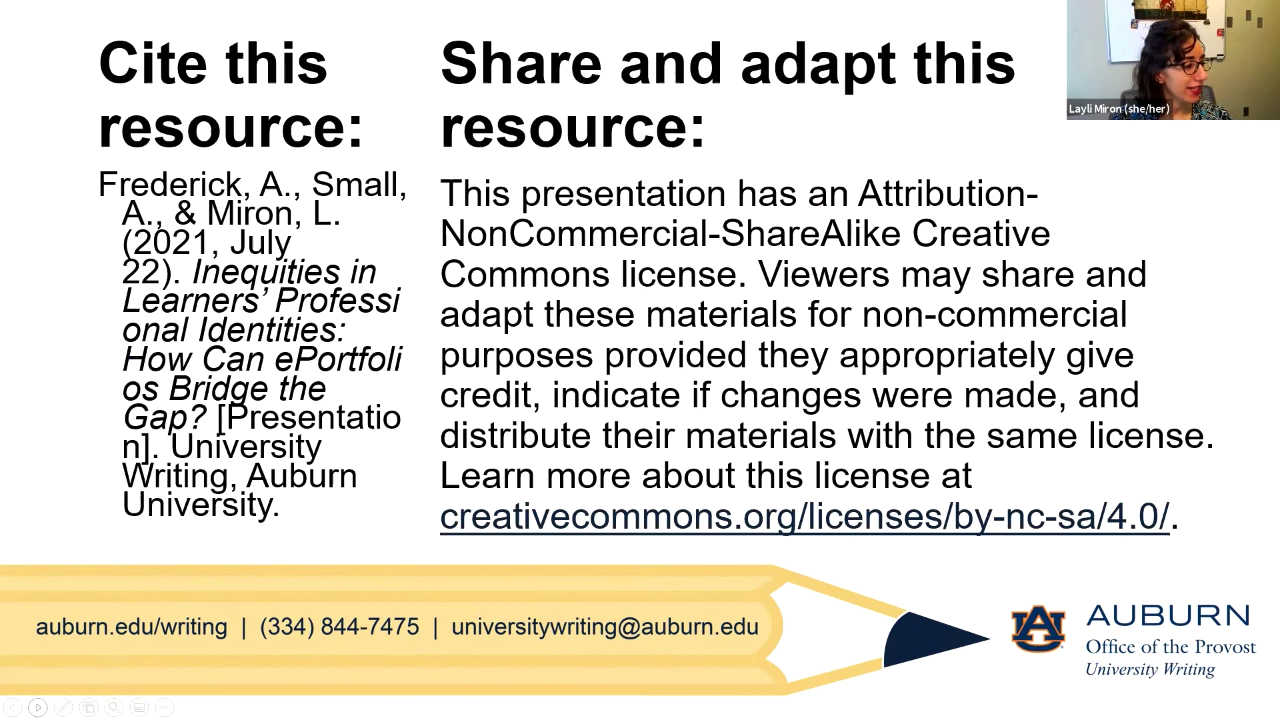 Cite this
resource:
Frederick, A., Small,
A., & Miron, L.
(2021, July
22). Inequities in
Learners’ Professi
onal Identities:
How Can ePortfoli
os Bridge the
Gap? [Presentatio
n]. University
Writing, Auburn
University.
Share and adapt this
resource:
This presentation has an Attribution-
NonCommercial-ShareAlike Creative
Commons license. Viewers may share and
adapt these materials for non-commercial
purposes provided they appropriately give
credit, indicate if changes were made, and
distribute their materials with the same license.
Learn more about this license at
creativecommons.org/licenses/by-nc-sa/4.0/.
Layli Miron (she/her)
auburn.edu/writing | (334) 844-7475 | universitywriting@auburn.edu
AU
AUBURN
Office of the Provost
University Writing